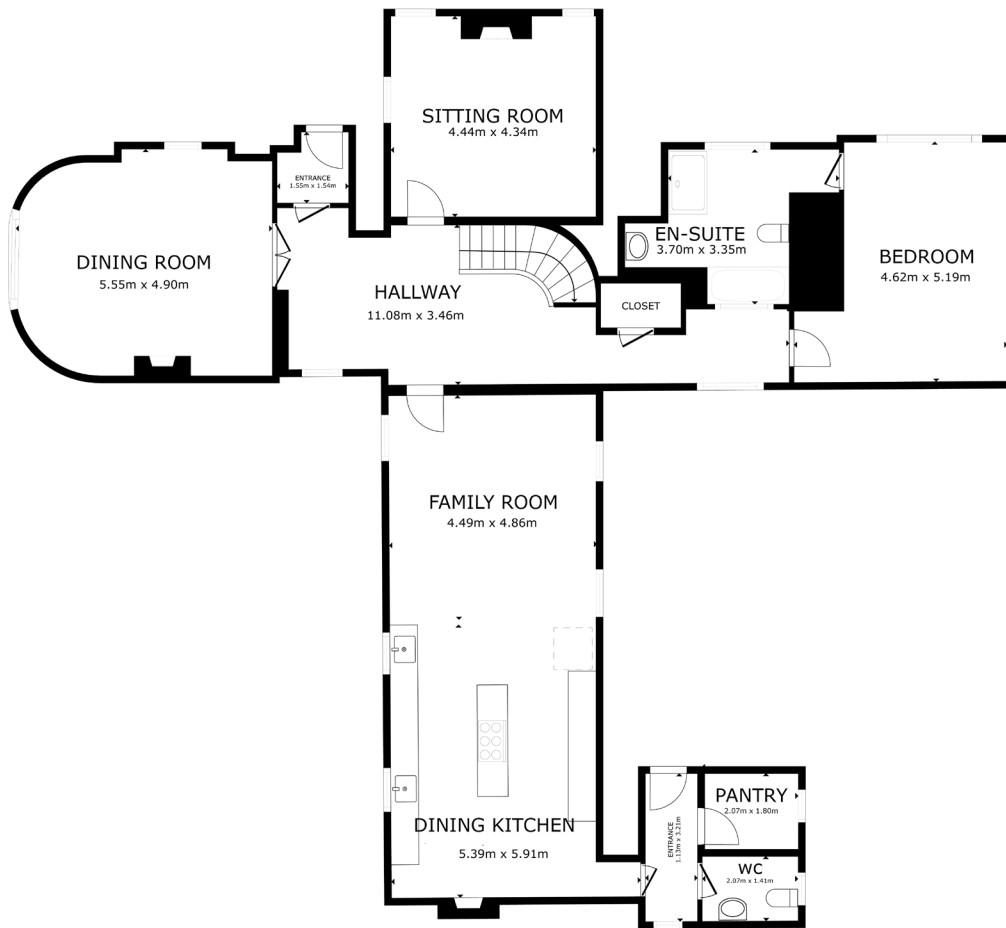 SITTING ROOM
4.44m x 4.34m
ENTRANCE
1.55m x 1.54m
DINING ROOM
5.55m x 4.90m
EN-SUITE
3.70m x 3.35m
BEDROOM
4.62m x 5.19m
HALLWAY
11.08m x 3.46m
CLOSET
FAMILY ROOM
4.49m x 4.86m
DINING KITCHEN
5.39m x 5.91m
ENTRANCE
1.13m x 3.21m
PANTRY
2.07m x 1.80m
WC
2.07m x 1.41m